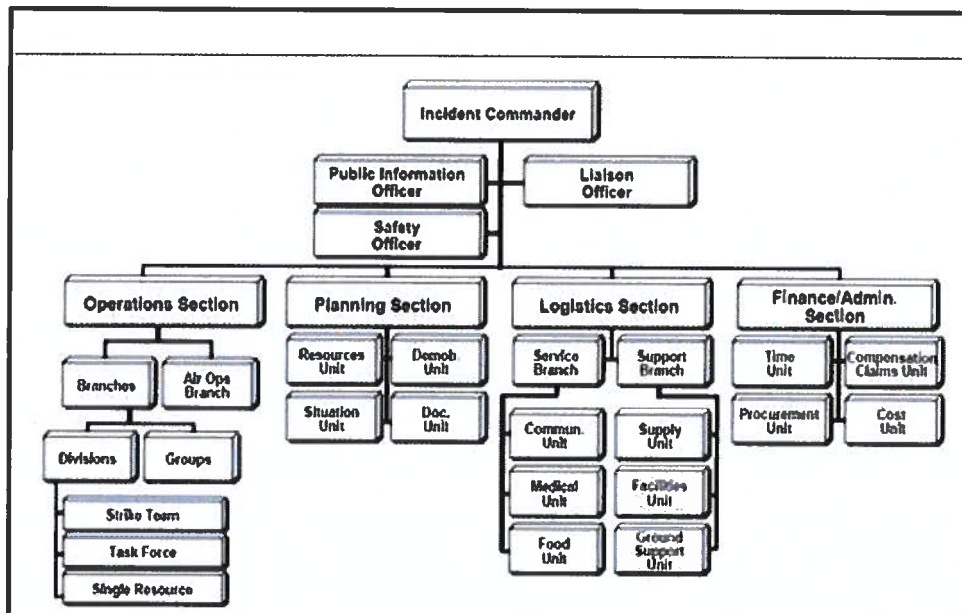 Incident Commander
Public Information
Officer
Liaison
Officer
Safety
Officer
Operations Section
Planning Section
Logistics Section
Finance/Admin.
Section
Branches
Air Ops
Branch
Resources
Unit
Demob.
Unit
Service
Branch
Support
Branch
Time
Unit
Compensation
Claims Unit
Situation
Unit
Doc.
Unit
Procurement
Unit
Cost
Unit
Divisions
Groups
Commun.
Unit
Supply
Unit
Medical
Unit
Facilities
Unit
Food
Unit
Ground
Support
Unit
Strike Team
Task Force
Single Resource